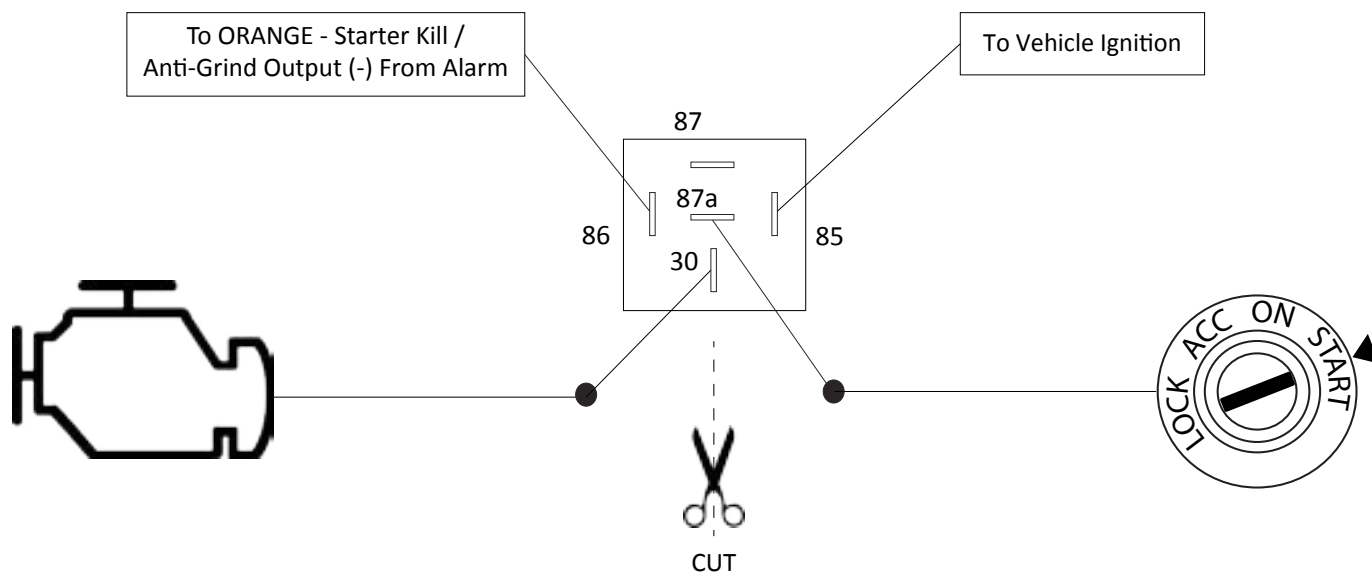 To ORANGE - Starter Kill /
Anti-Grind Output (-) From Alarm
To Vehicle Ignition
87
87a
86
85
30
LOCK ACC ON START
CUT